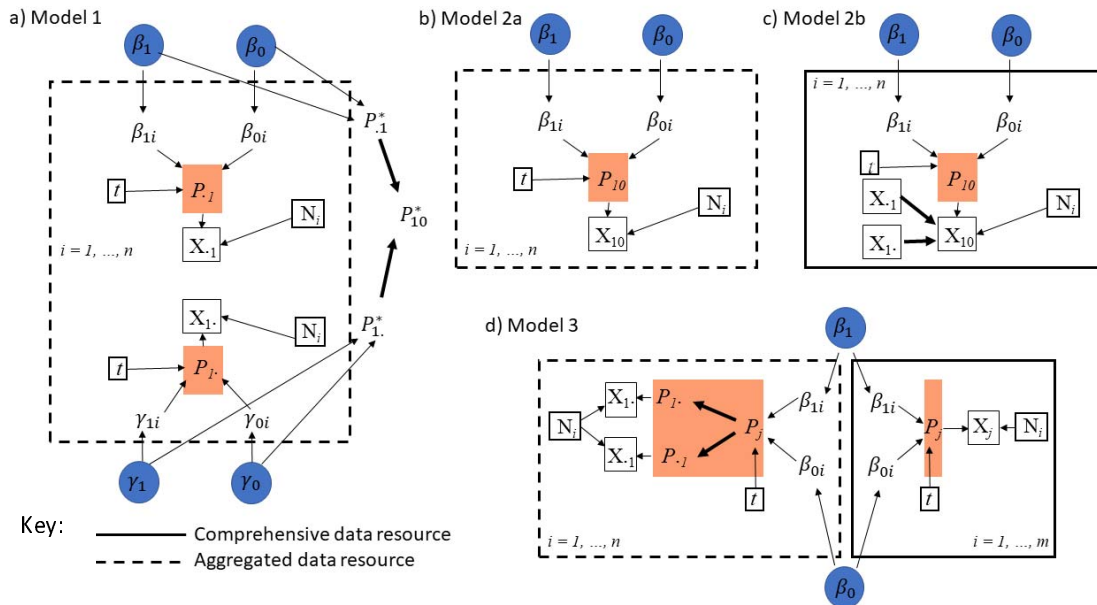 a) Model 1
β₁
β₀
β₁ᵢ
β₀ᵢ
P.₁
t
Nᵢ
X.₁
i = 1, ..., n
X₁.
Nᵢ
P₁.
t
γ₁ᵢ
γ₀ᵢ
γ₁
γ₀
P*.₁
P*₁₀
P*₁.
b) Model 2a
β₁
β₀
i = 1, ..., n
β₁ᵢ
β₀ᵢ
t
P₁₀
Nᵢ
X₁₀
c) Model 2b
β₁
β₀
i = 1, ..., n
β₁ᵢ
β₀ᵢ
P₁₀
X.₁
Nᵢ
X₁.
X₁₀
d) Model 3
β₁
X₁.
P₁.
β₁ᵢ
Nᵢ
Pⱼ
X.₁
P.₁
β₀ᵢ
t
i = 1, ..., n
β₁ᵢ
Pⱼ
Xⱼ
Nᵢ
β₀ᵢ
t
i = 1, ..., m
β₀
Key:
Comprehensive data resource
Aggregated data resource